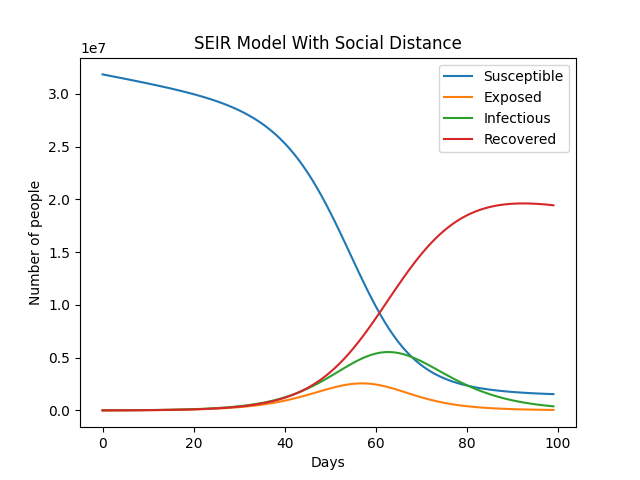 SEIR Model With Social Distance
1e7
Susceptible
Exposed
Infectious
Recovered
3.0
2.5
2.0
1.5
1.0
0.5
0.0
Number of people
0 20 40 60 80 100
Days